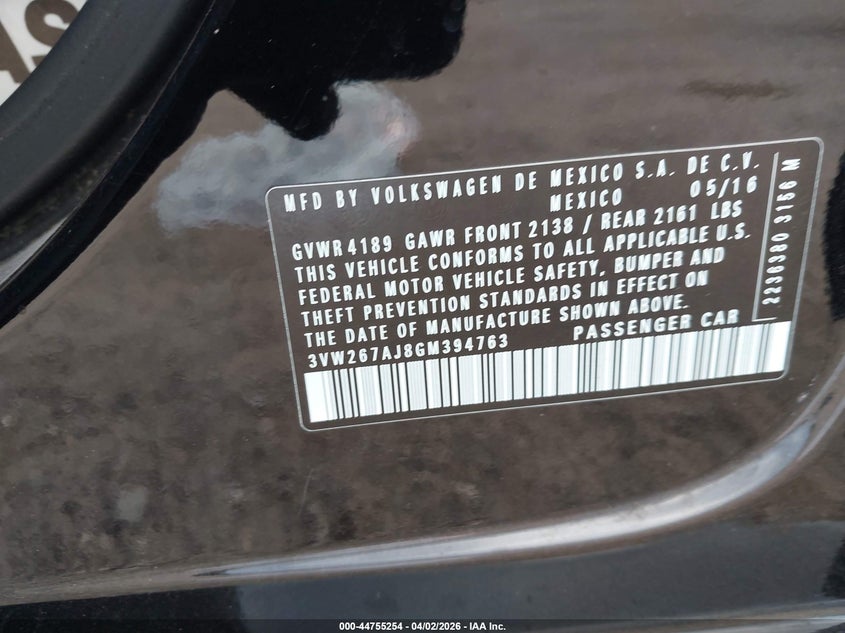 MFD BY VOLKSWAGEN DE MEXICO S.A. DE C.V.
MEXICO 05/16
GVWR 4189 GAWR FRONT 2138 / REAR 2161 LBS
THIS VEHICLE CONFORMS TO ALL APPLICABLE U.S.
FEDERAL MOTOR VEHICLE SAFETY, BUMPER AND
THEFT PREVENTION STANDARDS IN EFFECT ON
THE DATE OF MANUFACTURE SHOWN ABOVE.
3VW267AJ8GM394763 PASSENGER CAR
2236380 3156 M
000-44755254 04/02/2026 - IAA Inc.